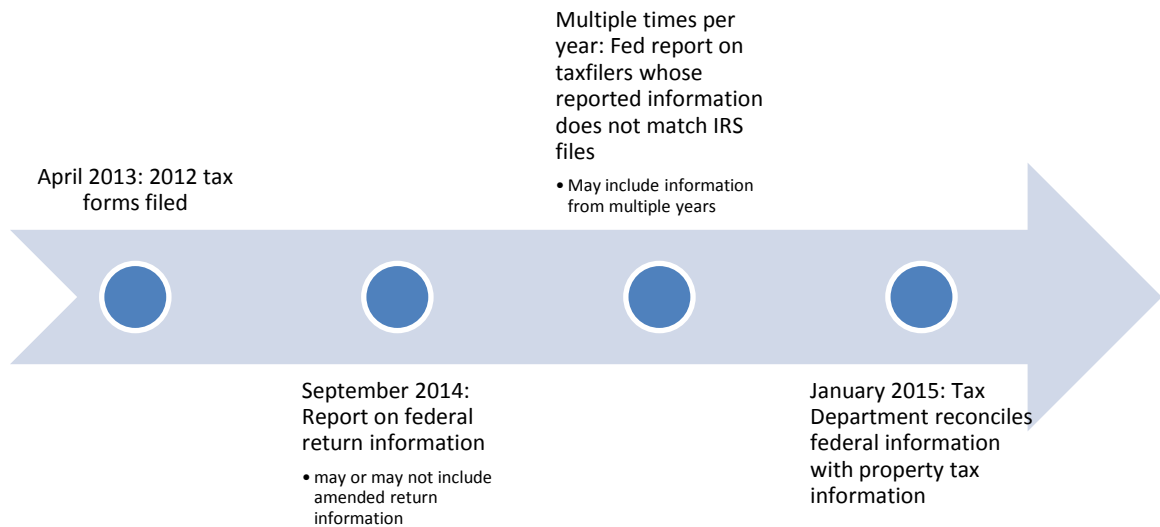 April 2013: 2012 tax
forms filed
September 2014:
Report on federal
return information
• may or may not include
amended return
information
Multiple times per
year: Fed report on
taxfilers whose
reported information
does not match IRS
files
• May include information
from multiple years
January 2015: Tax
Department reconciles
federal information
with property tax
information